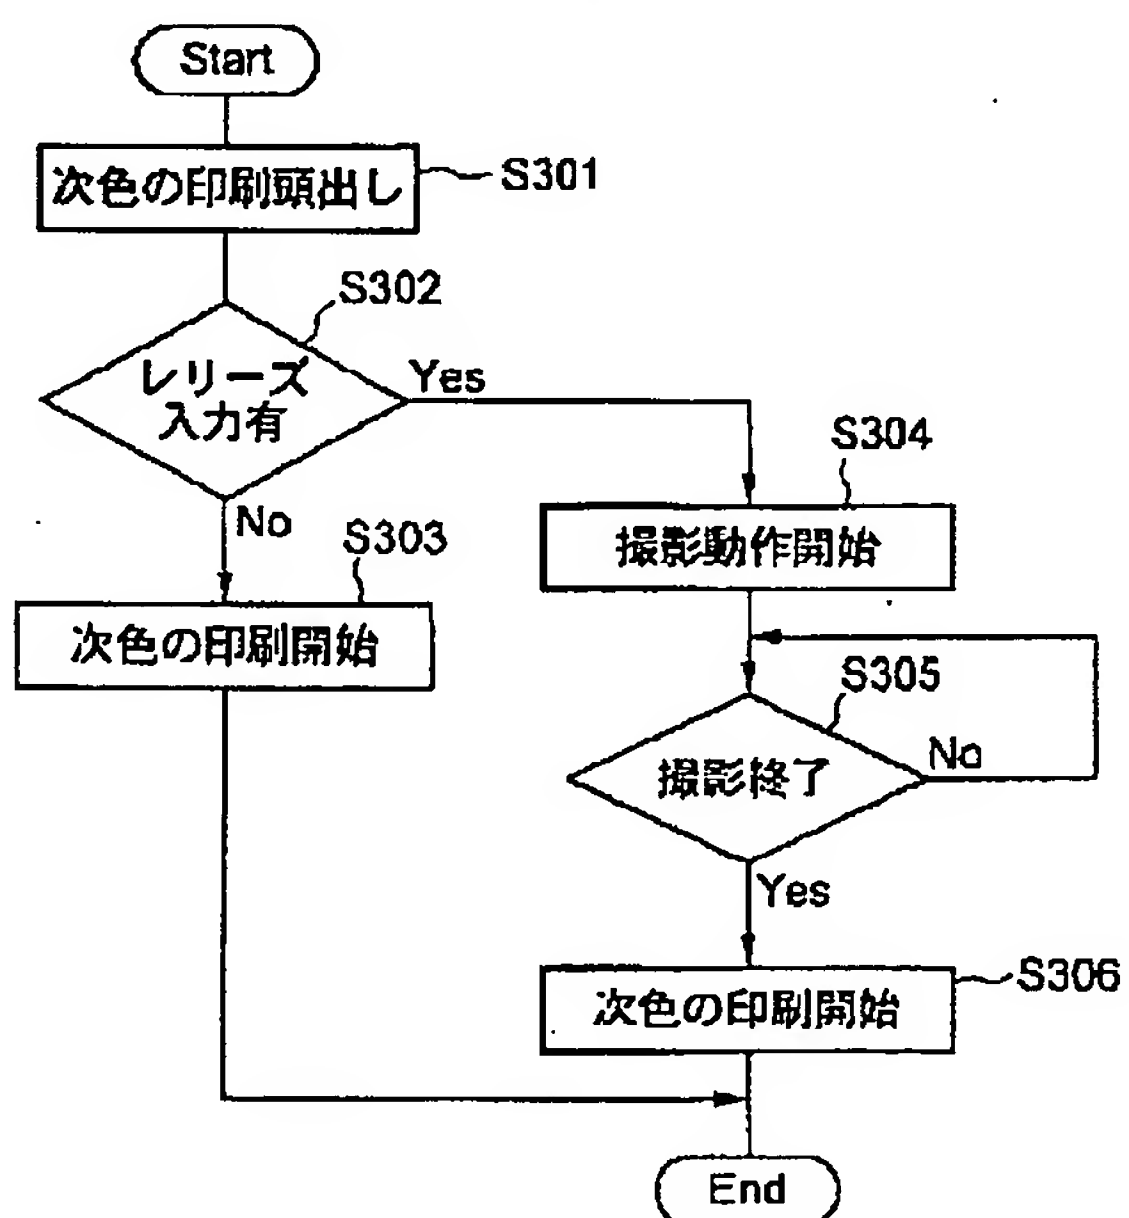 Start
次色の印刷頭出し
S301
S302
レリーズ
入力有
Yes
No
S303
次色の印刷開始
S304
撮影動作開始
S305
撮影終了
No
Yes
S306
次色の印刷開始
End